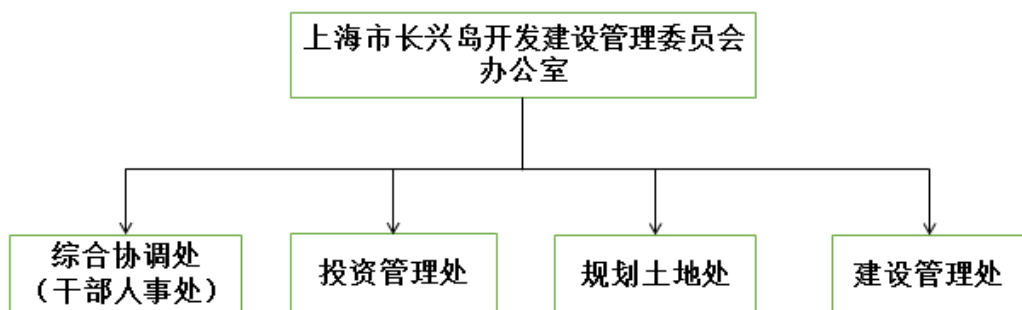 上海市长兴岛开发建设管理委员会
办公室
综合协调处
（干部人事处）
投资管理处
规划土地处
建设管理处